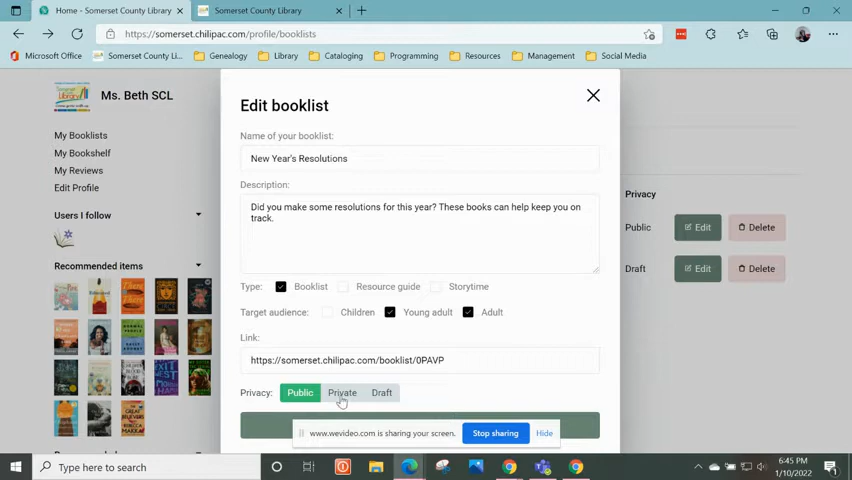 Home - Somerset County Library
Somerset County Library
https://somerset.chilipac.com/profile/booklists
Microsoft Office
Somerset County Li...
Genealogy
Library
Cataloging
Programming
Resources
Management
Social Media
Ms. Beth SCL
My Booklists
My Bookshelf
My Reviews
Edit Profile
Users I follow
Recommended items
Edit booklist
Name of your booklist:
New Year's Resolutions
Description:
Did you make some resolutions for this year? These books can help keep you on
track.
Type: Booklist Resource guide Storytime
Target audience: Children Young adult Adult
Link:
https://somerset.chilipac.com/booklist/0PAVP
Privacy: Public Private Draft
www.wevideo.com is sharing your screen. Stop sharing Hide
Privacy
Public Edit Delete
Draft Edit Delete
Type here to search
6:45 PM
1/10/2022